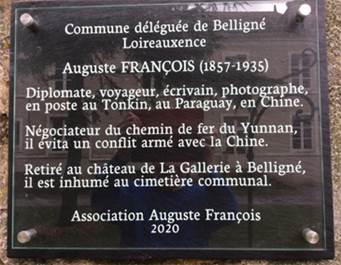 Commune déléguée de Belligné
Loireauxence
Auguste FRANÇOIS (1857-1935)
Diplomate, voyageur, écrivain, photographe,
en poste au Tonkin, au Paraguay, en Chine.
Négociateur du chemin de fer du Yunnan,
il évita un conflit armé avec la Chine.
Retiré au château de La Gallerie à Belligné,
il est inhumé au cimetière communal.
Association Auguste François
2020